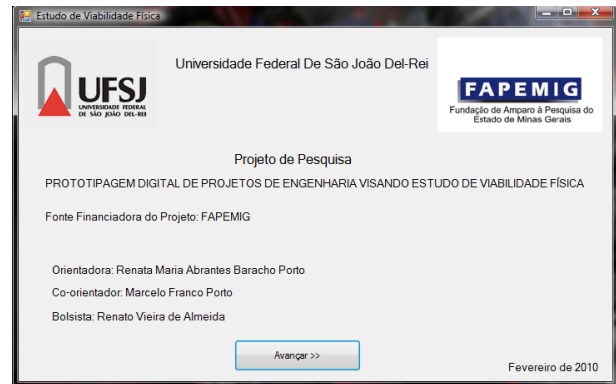 Estudo de Viabilidade Física
Universidade Federal De São João Del-Rei
UFSJ
UNIVERSIDADE FEDERAL
DE SÃO JOÃO DEL-REI
FAPEMIG
Fundação de Amparo à Pesquisa do
Estado de Minas Gerais
Projeto de Pesquisa
PROTOTIPAGEM DIGITAL DE PROJETOS DE ENGENHARIA VISANDO ESTUDO DE VIABILIDADE FÍSICA
Fonte Financiadora do Projeto: FAPEMIG
Orientadora: Renata Maria Abrantes Baracho Porto
Co-orientador: Marcelo Franco Porto
Bolsista: Renato Vieira de Almeida
Avançar >>
Fevereiro de 2010